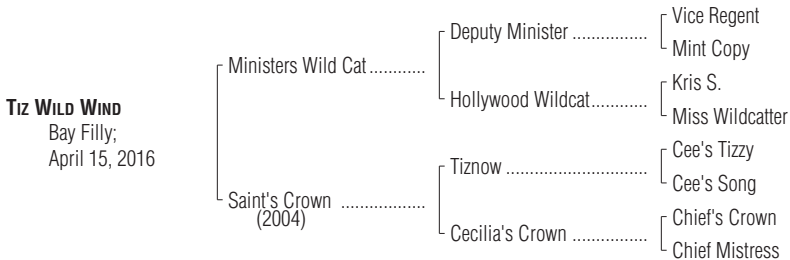 Vice Regent
Deputy Minister ................
Mint Copy
Ministers Wild Cat............
Kris S.
Hollywood Wildcat............
Miss Wildcatter
TIZ WILD WIND
Bay Filly;
April 15, 2016
Cee's Tizzy
Tiznow ..............................
Cee's Song
Saint's Crown ..................
(2004)
Chief's Crown
Cecilia's Crown ................
Chief Mistress